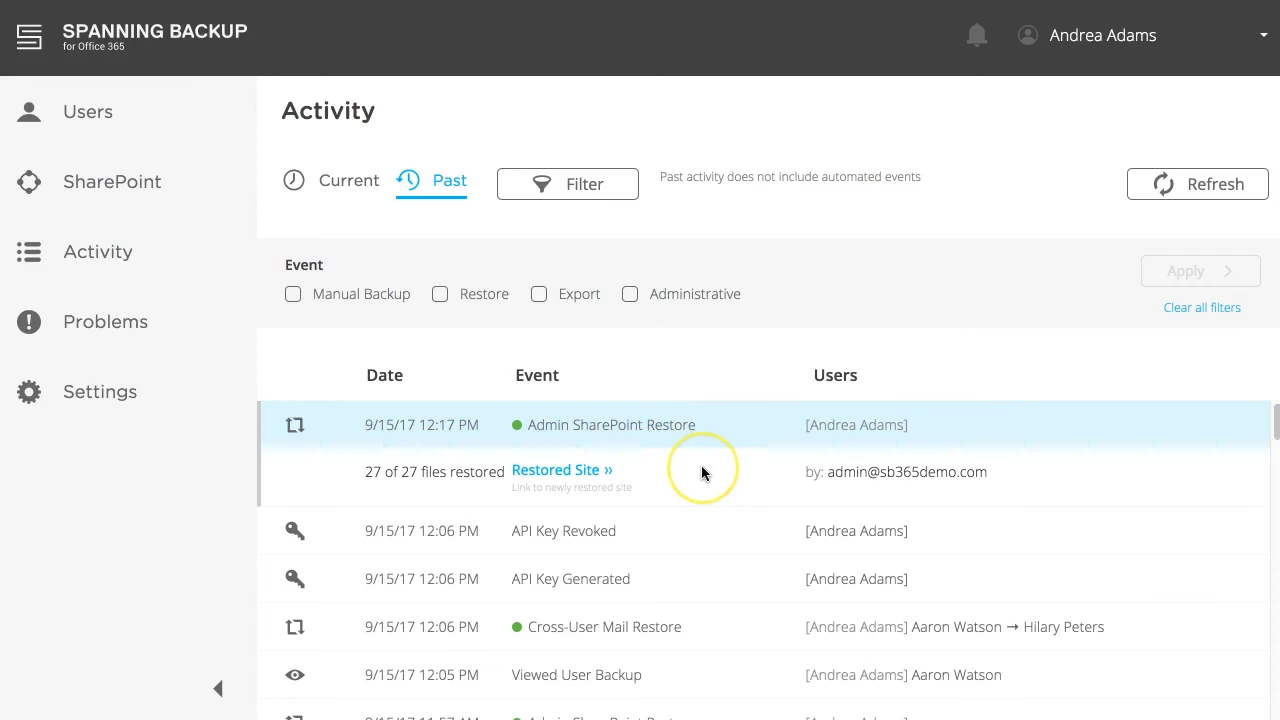 SPANNING BACKUP
for Office 365
Andrea Adams
Users
SharePoint
Activity
Problems
Settings
Activity
Current
Past
Filter
Past activity does not include automated events
Refresh
Event
Manual Backup
Restore
Export
Administrative
Apply
Clear all filters
Date Event Users
9/15/17 12:17 PM Admin SharePoint Restore [Andrea Adams]
27 of 27 files restored Restored Site ›› by: admin@sb365demo.com
Link to newly restored site
9/15/17 12:06 PM API Key Revoked [Andrea Adams]
9/15/17 12:06 PM API Key Generated [Andrea Adams]
9/15/17 12:06 PM Cross-User Mail Restore [Andrea Adams] Aaron Watson → Hilary Peters
9/15/17 12:05 PM Viewed User Backup [Andrea Adams] Aaron Watson